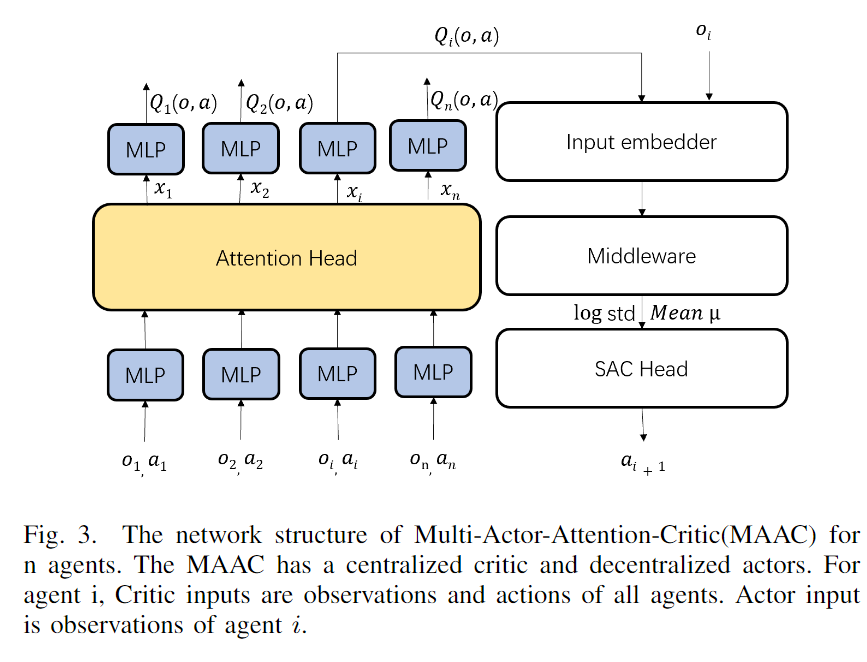 Q_i(o, a)
o_i
Q_1(o, a) Q_2(o, a) Q_n(o, a)
MLP MLP MLP MLP
Input embedder
x_1 x_2 x_i x_n
Attention Head
Middleware
log std Mean μ
MLP MLP MLP MLP
SAC Head
o_1, a_1 o_2, a_2 o_i, a_i o_n, a_n
a_{i + 1}
Fig. 3. The network structure of Multi-Actor-Attention-Critic(MAAC) for
n agents. The MAAC has a centralized critic and decentralized actors. For
agent i, Critic inputs are observations and actions of all agents. Actor input
is observations of agent i.